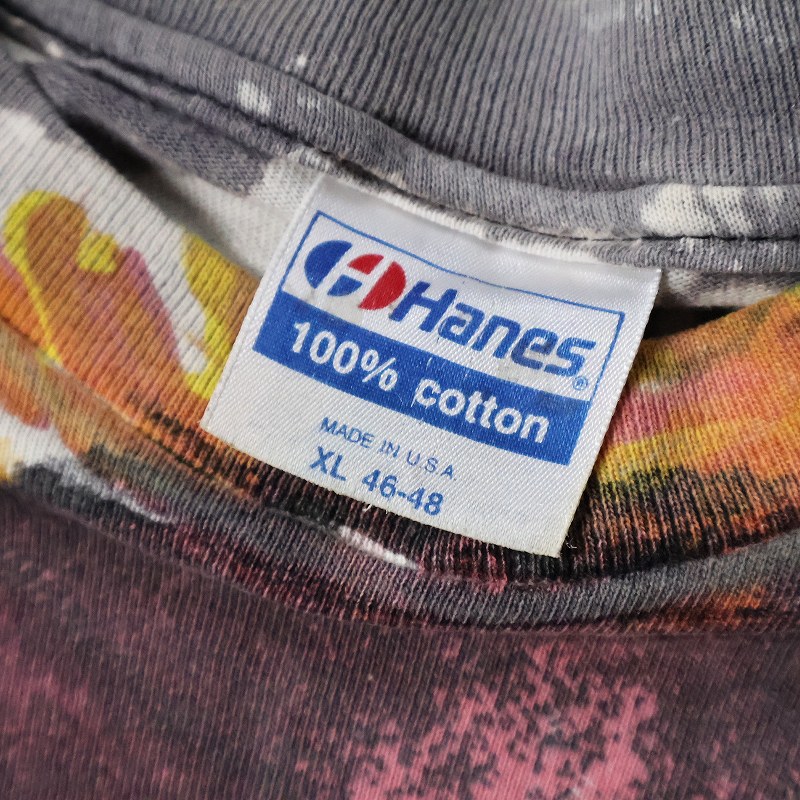 Hanes®
100% cotton
MADE IN U.S.A.
XL 46-48